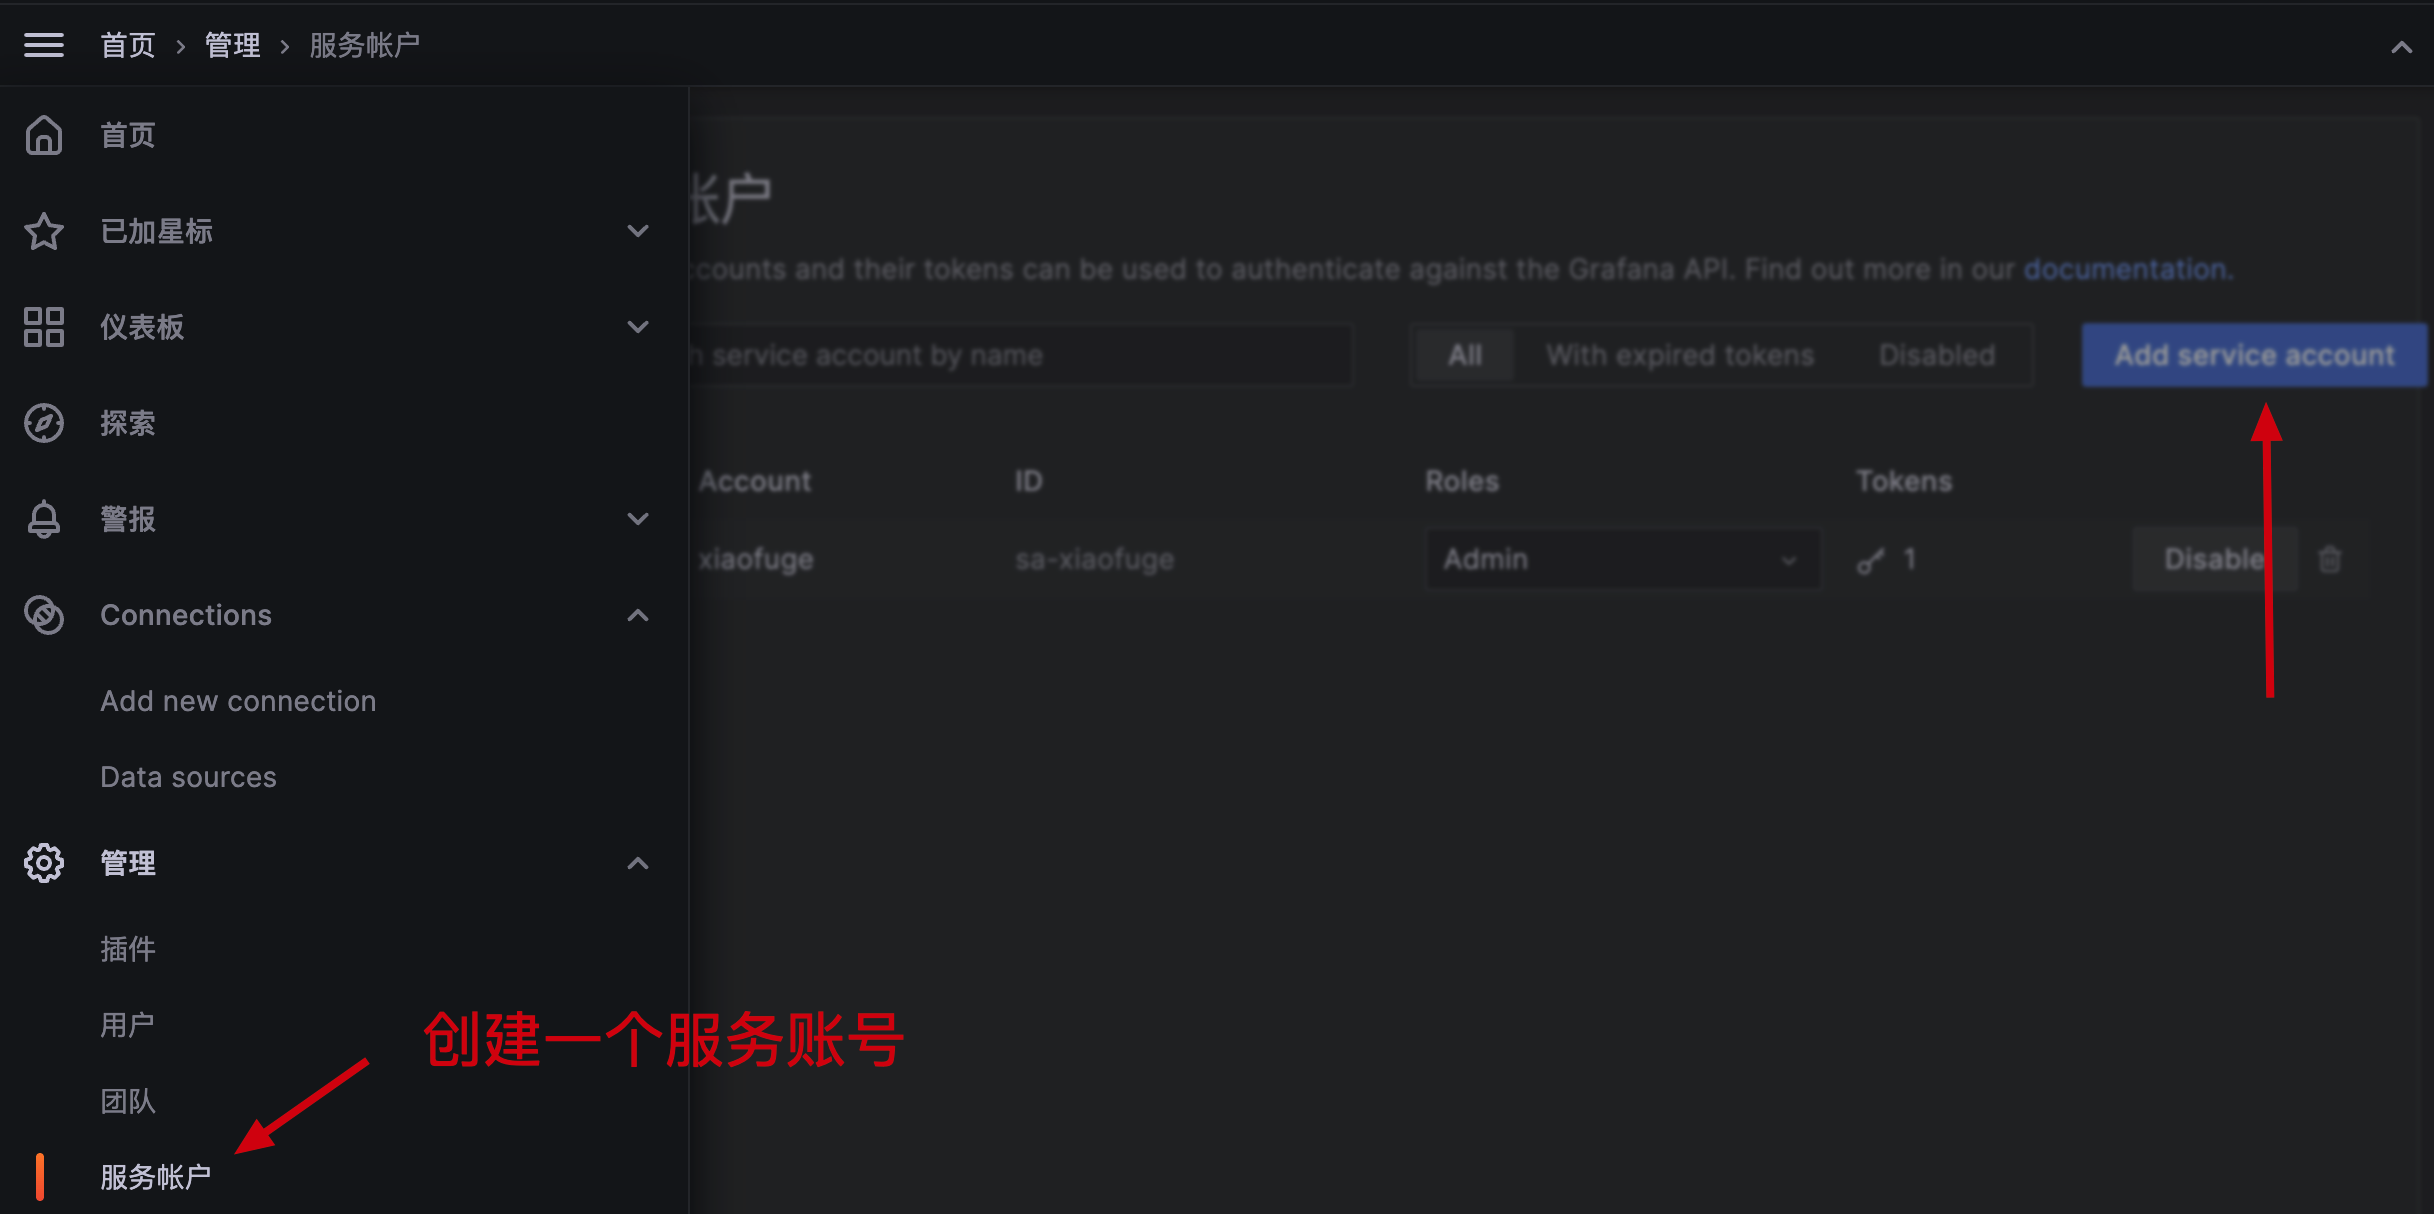 首页 › 管理 › 服务帐户
首页
已加星标
仪表板
探索
警报
Connections
Add new connection
Data sources
管理
插件
用户
团队
服务帐户
帐户
ccounts and their tokens can be used to authenticate against the Grafana API. Find out more in our documentation.
h service account by name
All
With expired tokens
Disabled
Add service account
Account
ID
Roles
Tokens
xiaofuge
sa-xiaofuge
Admin
1
Disable
创建一个服务账号